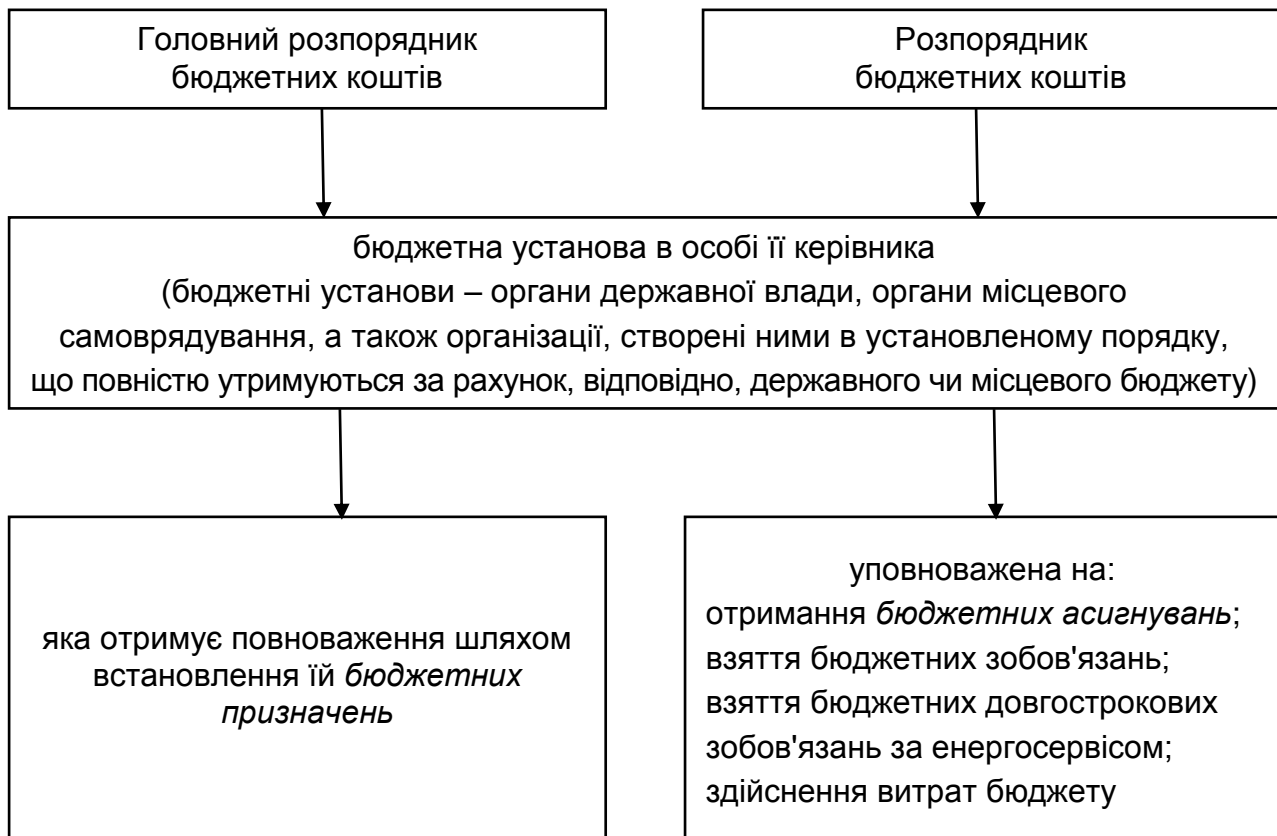 Головний розпорядник
бюджетних коштів
Розпорядник
бюджетних коштів
бюджетна установа в особі її керівника
(бюджетні установи – органи державної влади, органи місцевого
самоврядування, а також організації, створені ними в установленому порядку,
що повністю утримуються за рахунок, відповідно, державного чи місцевого бюджету)
яка отримує повноваження шляхом
встановлення їй бюджетних
призначень
уповноважена на:
отримання бюджетних асигнувань;
взяття бюджетних зобов'язань;
взяття бюджетних довгострокових
зобов'язань за енергосервісом;
здійснення витрат бюджету